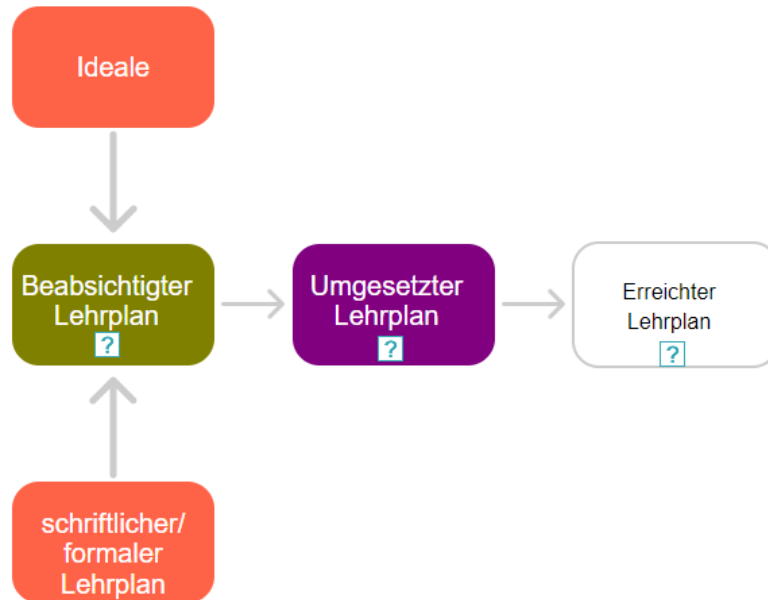 Ideale
Beabsichtigter
Lehrplan
?
Umgesetzter
Lehrplan
?
Erreichter
Lehrplan
?
schriftlicher/
formaler
Lehrplan